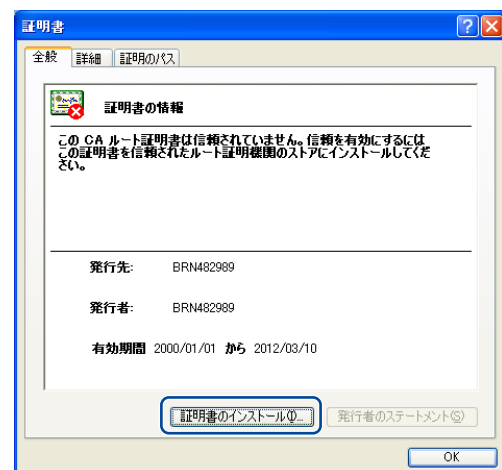 証明書
全般 詳細 証明のパス
証明書の情報
この CA ルート証明書は信頼されていません。信頼を有効にするには
この証明書を信頼されたルート証明機関のストアにインストールしてくだ
さい。
発行先: BRN482989
発行者: BRN482989
有効期間 2000/01/01 から 2012/03/10
証明書のインストール(I)... 発行者のステートメント(S)
OK